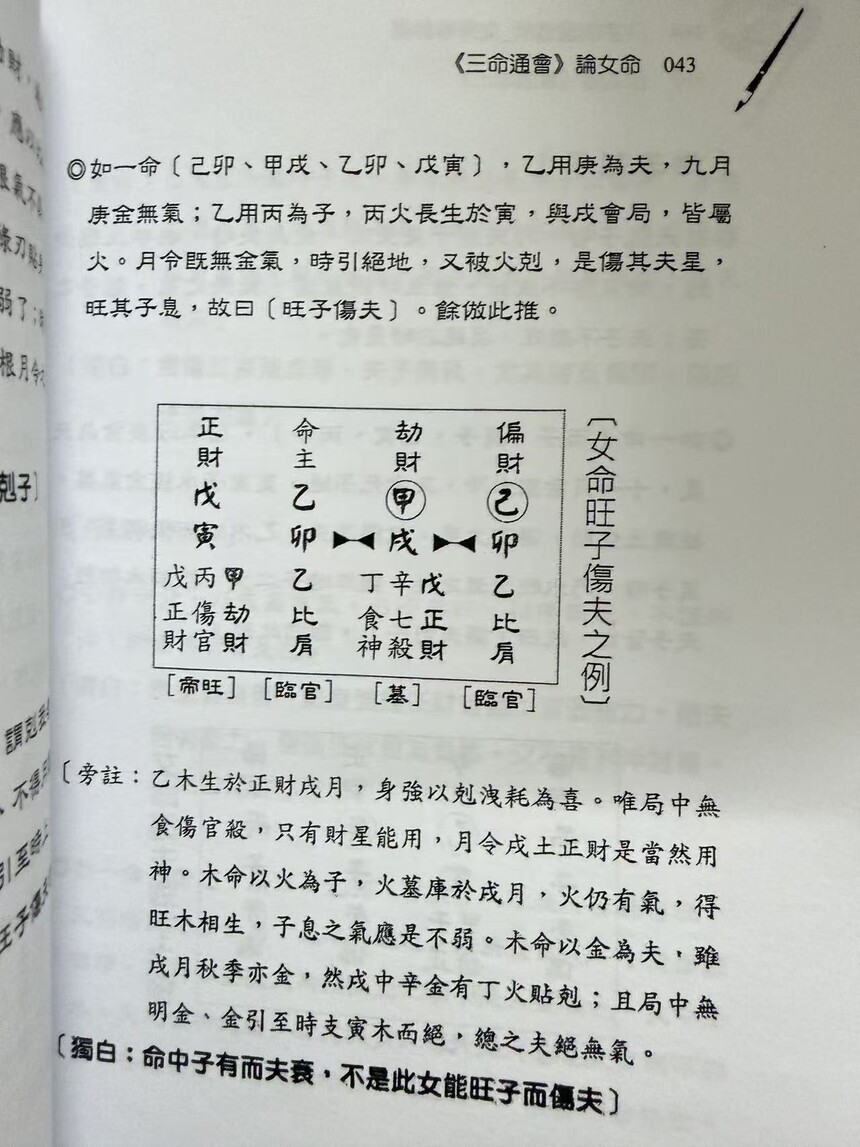 《三命通會》論女命 043
◎如一命〔己卯、甲戌、乙卯、戊寅〕，乙用庚為夫，九月
庚金無氣；乙用丙為子，丙火長生於寅，與戌會局，皆屬
火。月令既無金氣，時引絕地，又被火剋，是傷其夫星，
旺其子息，故曰〔旺子傷夫〕。餘倣此推。
〔女命旺子傷夫之例〕
正財 命主 劫財 偏財
戊 乙 甲 己
寅 卯 戌 卯
戊丙甲 乙 丁辛戊 乙
正傷劫 比 食七正 比
財官財 肩 神殺財 肩
［帝旺］ ［臨官］ ［墓］ ［臨官］
〔旁註：乙木生於正財戌月，身強以剋洩耗為喜。唯局中無
食傷官殺，只有財星能用，月令戌土正財是當然用
神。木命以火為子，火墓庫於戌月，火仍有氣，得
旺木相生，子息之氣應是不弱。木命以金為夫，雖
戌月秋季亦金，然戌中辛金有丁火貼剋；且局中無
明金、金引至時支寅木而絕，總之夫絕無氣。
〔獨白：命中子有而夫衰，不是此女能旺子而傷夫〕